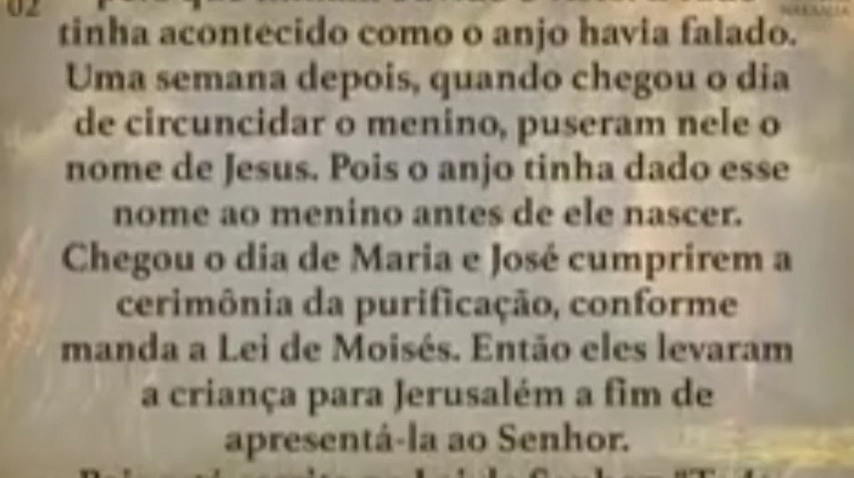 02
tinha acontecido como o anjo havia falado.
Uma semana depois, quando chegou o dia
de circuncidar o menino, puseram nele o
nome de Jesus. Pois o anjo tinha dado esse
nome ao menino antes de ele nascer.
Chegou o dia de Maria e José cumprirem a
cerimônia da purificação, conforme
manda a Lei de Moisés. Então eles levaram
a criança para Jerusalém a fim de
apresentá-la ao Senhor.